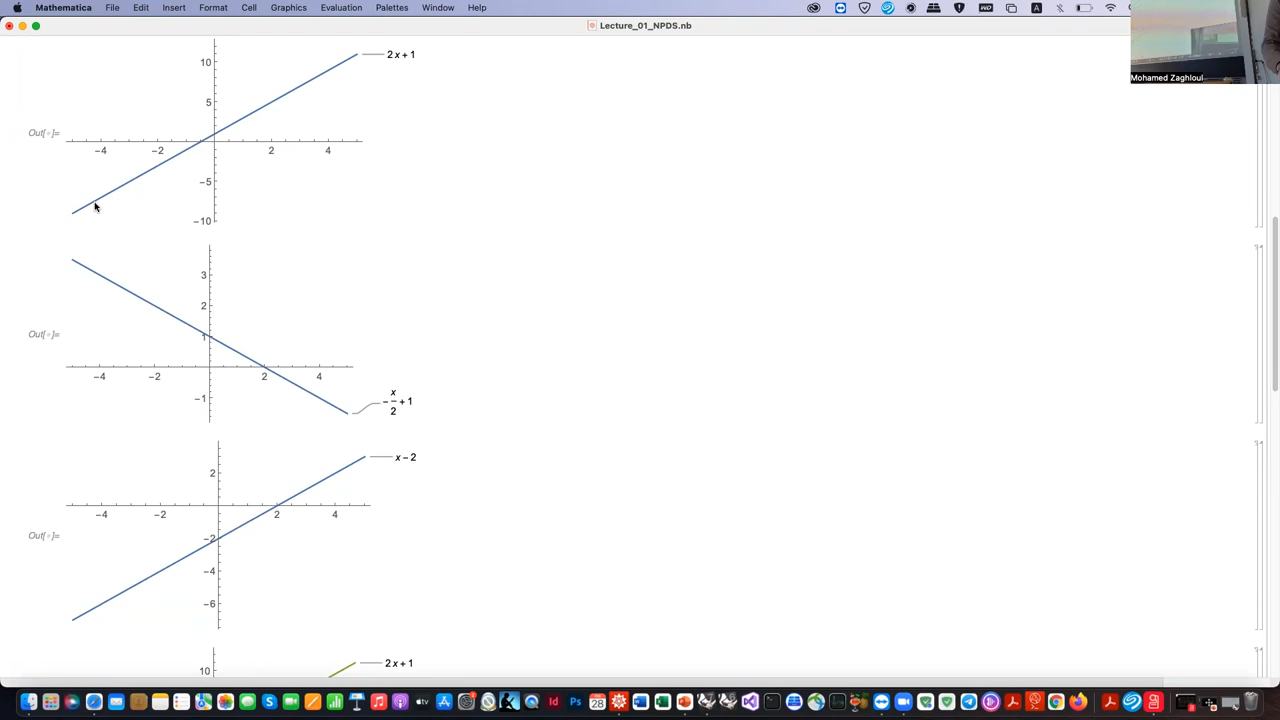 Mathematica File Edit Insert Format Cell Graphics Evaluation Palettes Window Help
Lecture_01_NPDS.nb
Mohamed Zaghloul
10
5
Out[◦]=
−4 −2 2 4
−5
−10
2 x + 1
3
2
1
Out[◦]=
−4 −2 2 4
−1
− x/2 + 1
2
x − 2
−4 −2 2 4
−2
Out[◦]=
−4
−6
10
2 x + 1